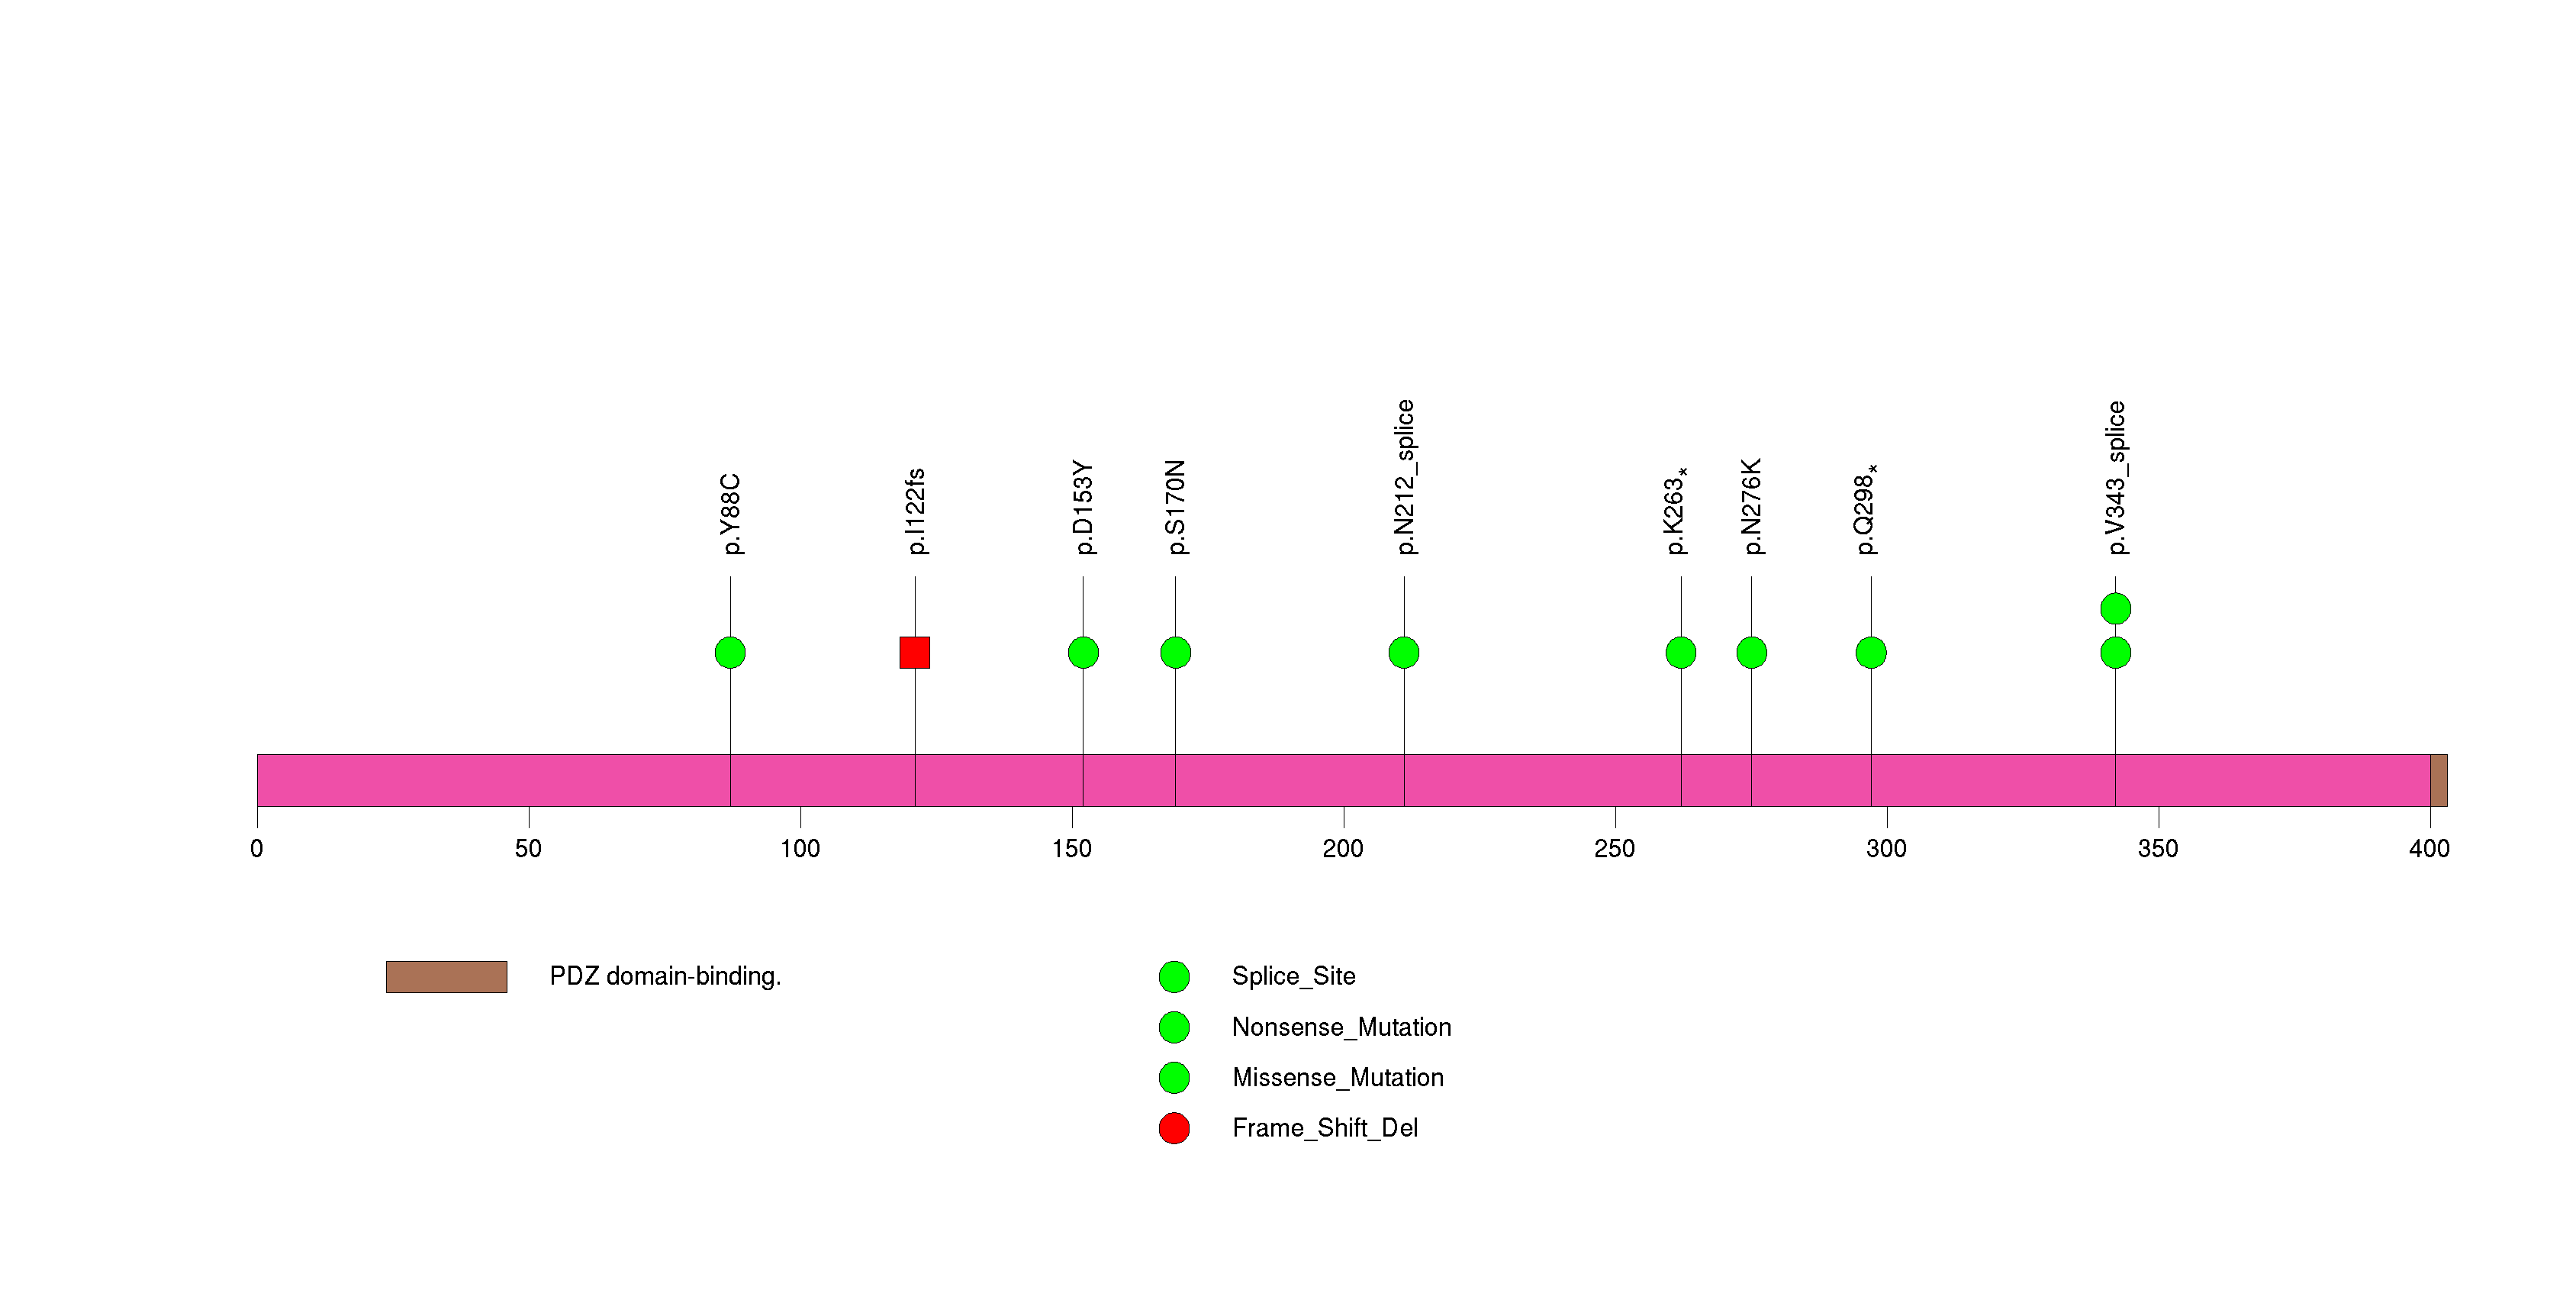 p.Y88C
p.I122fs
p.D153Y
p.S170N
p.N212_splice
p.K263*
p.N276K
p.Q298*
p.V343_splice
0 50 100 150 200 250 300 350 400
PDZ domain-binding.
Splice_Site
Nonsense_Mutation
Missense_Mutation
Frame_Shift_Del